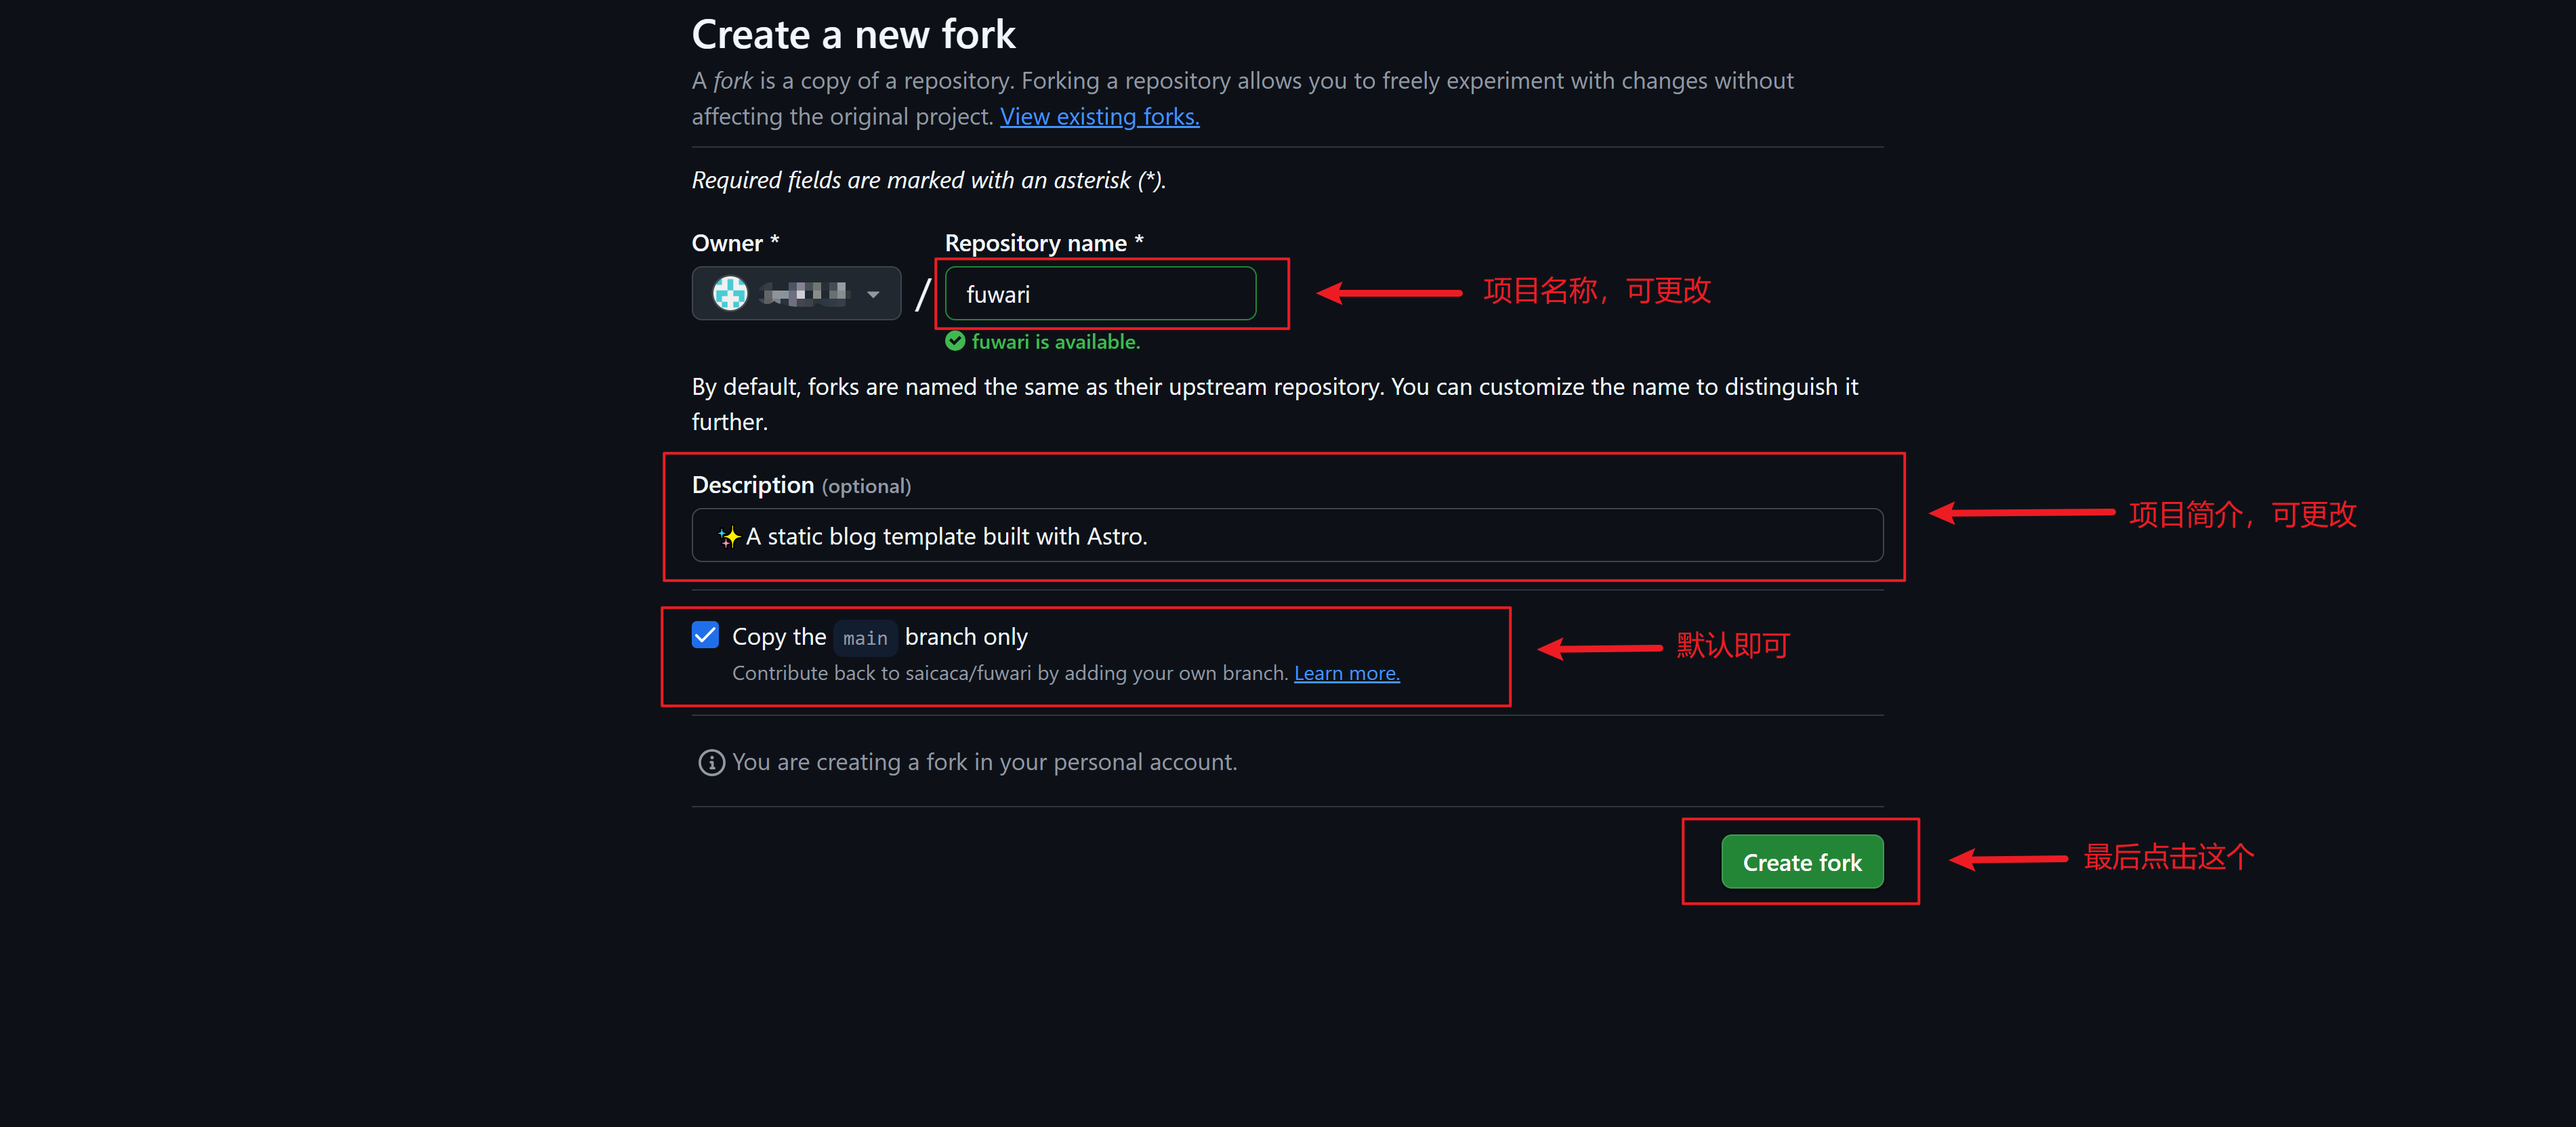 Create a new fork
A fork is a copy of a repository. Forking a repository allows you to freely experiment with changes without
affecting the original project. View existing forks.
Required fields are marked with an asterisk (*).
Owner *
Repository name *
/
fuwari
项目名称，可更改
fuwari is available.
By default, forks are named the same as their upstream repository. You can customize the name to distinguish it
further.
Description (optional)
✨ A static blog template built with Astro.
项目简介，可更改
Copy the main branch only
默认即可
Contribute back to saicaca/fuwari by adding your own branch. Learn more.
You are creating a fork in your personal account.
Create fork
最后点击这个